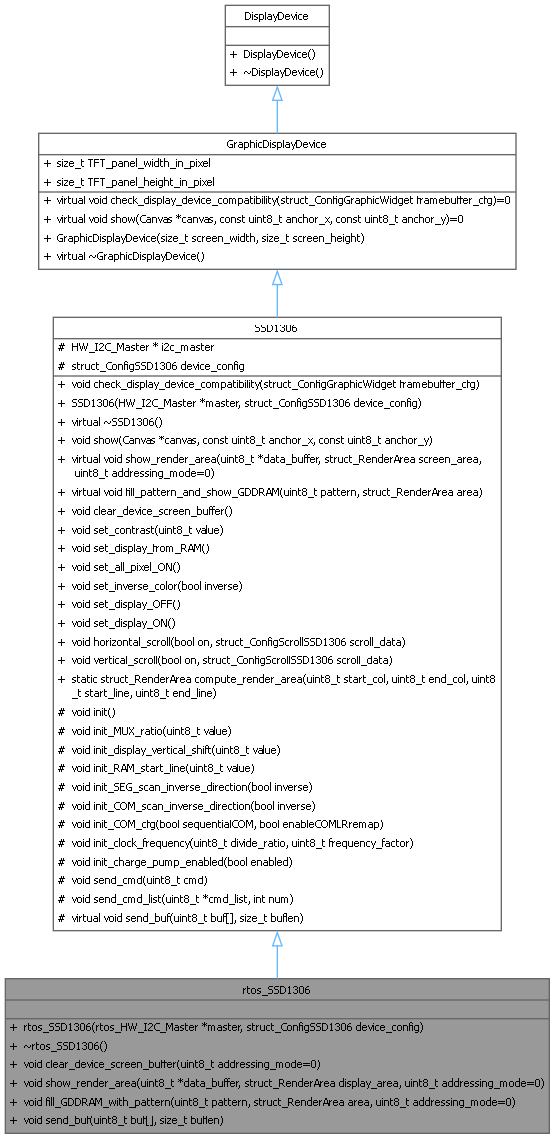 DisplayDevice
+ DisplayDevice()
+ ~DisplayDevice()
GraphicDisplayDevice
+ size_t TFT_panel_width_in_pixel
+ size_t TFT_panel_height_in_pixel
+ virtual void check_display_device_compatibility(struct_ConfigGraphicWidget framebuffer_cfg)=0
+ virtual void show(Canvas *canvas, const uint8_t anchor_x, const uint8_t anchor_y)=0
+ GraphicDisplayDevice(size_t screen_width, size_t screen_height)
+ virtual ~GraphicDisplayDevice()
SSD1306
# HW_I2C_Master * i2c_master
# struct_ConfigSSD1306 device_config
+ void check_display_device_compatibility(struct_ConfigGraphicWidget framebuffer_cfg)
+ SSD1306(HW_I2C_Master *master, struct_ConfigSSD1306 device_config)
+ virtual ~SSD1306()
+ void show(Canvas *canvas, const uint8_t anchor_x, const uint8_t anchor_y)
+ virtual void show_render_area(uint8_t *data_buffer, struct_RenderArea screen_area,
uint8_t addressing_mode=0)
+ virtual void fill_pattern_and_show_GDDRAM(uint8_t pattern, struct_RenderArea area)
+ void clear_device_screen_buffer()
+ void set_contrast(uint8_t value)
+ void set_display_from_RAM()
+ void set_all_pixel_ON()
+ void set_inverse_color(bool inverse)
+ void set_display_OFF()
+ void set_display_ON()
+ void horizontal_scroll(bool on, struct_ConfigScrollSSD1306 scroll_data)
+ void vertical_scroll(bool on, struct_ConfigScrollSSD1306 scroll_data)
+ static struct_RenderArea compute_render_area(uint8_t start_col, uint8_t end_col, uint8
_t start_line, uint8_t end_line)
# void init()
# void init_MUX_ratio(uint8_t value)
# void init_display_vertical_shift(uint8_t value)
# void init_RAM_start_line(uint8_t value)
# void init_SEG_scan_inverse_direction(bool inverse)
# void init_COM_scan_inverse_direction(bool inverse)
# void init_COM_cfg(bool sequentialCOM, bool enableCOMLRremap)
# void init_clock_frequency(uint8_t divide_ratio, uint8_t frequency_factor)
# void init_charge_pump_enabled(bool enabled)
# void send_cmd(uint8_t cmd)
# void send_cmd_list(uint8_t *cmd_list, int num)
# virtual void send_buf(uint8_t buf[], size_t buflen)
rtos_SSD1306
+ rtos_SSD1306(rtos_HW_I2C_Master *master, struct_ConfigSSD1306 device_config)
+ ~rtos_SSD1306()
+ void clear_device_screen_buffer(uint8_t addressing_mode=0)
+ void show_render_area(uint8_t *data_buffer, struct_RenderArea display_area, uint8_t addressing_mode=0)
+ void fill_GDDRAM_with_pattern(uint8_t pattern, struct_RenderArea area, uint8_t addressing_mode=0)
+ void send_buf(uint8_t buf[], size_t buflen)